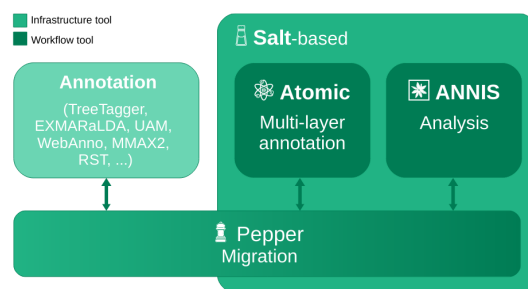 Infrastructure tool
Workflow tool
Salt-based
Annotation
(TreeTagger,
EXMARaLDA, UAM,
WebAnno, MMAX2,
RST, ...)
Atomic
Multi-layer
annotation
ANNIS
Analysis
Pepper
Migration